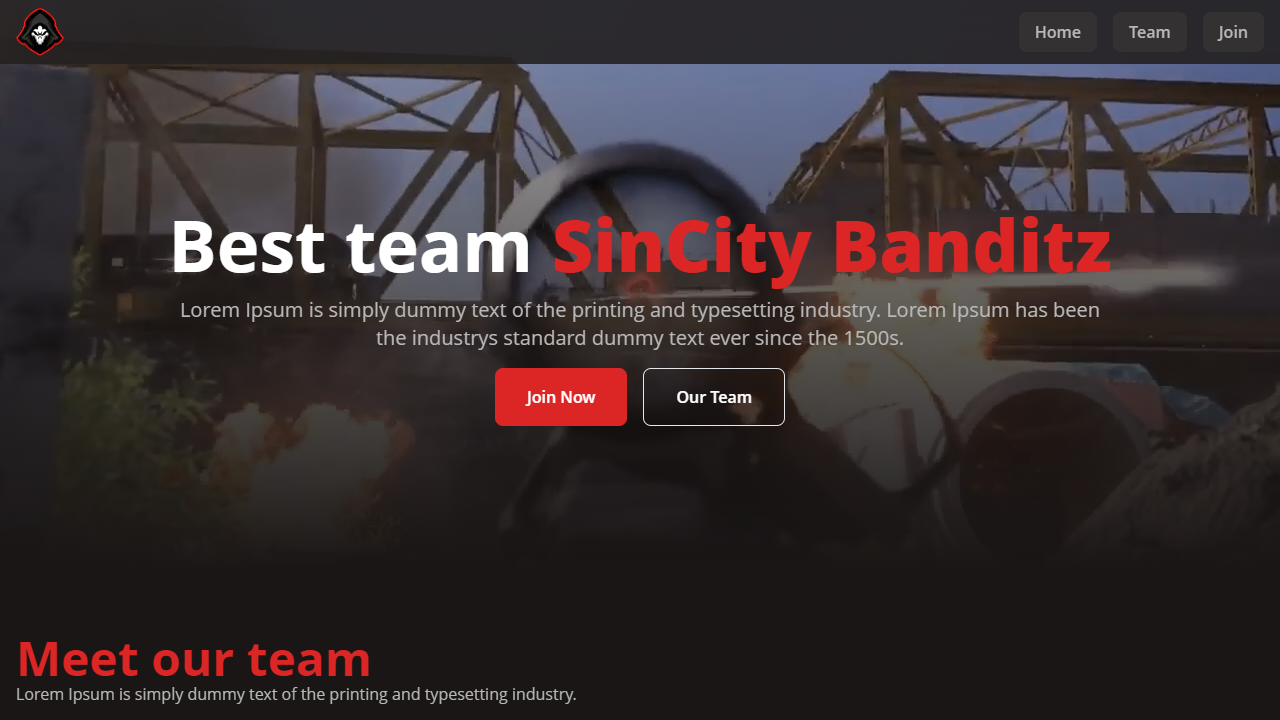 Home
Team
Join
Best team SinCity Banditz
Lorem Ipsum is simply dummy text of the printing and typesetting industry. Lorem Ipsum has been
the industrys standard dummy text ever since the 1500s.
Join Now
Our Team
Meet our team
Lorem Ipsum is simply dummy text of the printing and typesetting industry.